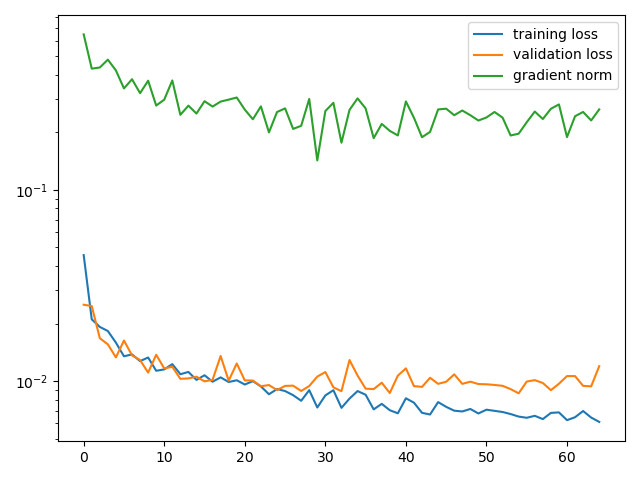 training loss
validation loss
gradient norm
10⁻¹
10⁻²
0 10 20 30 40 50 60